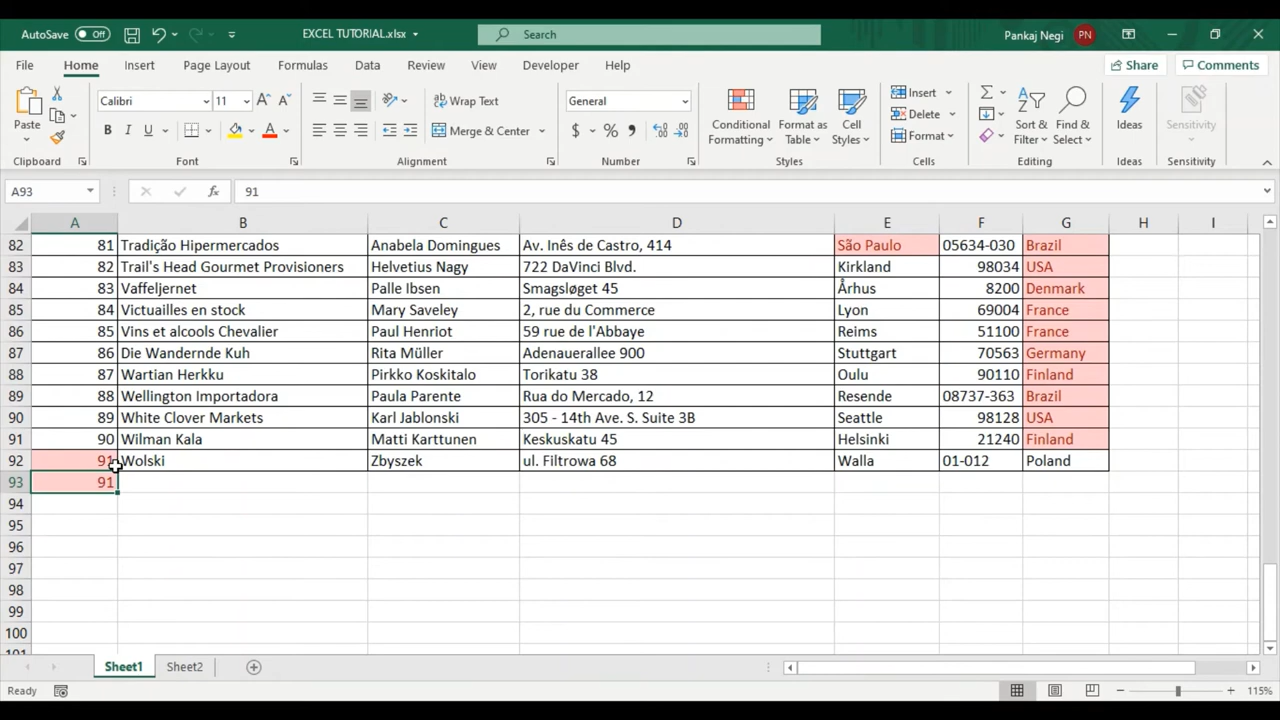 AutoSave Off EXCEL TUTORIAL.xlsx Search Pankaj Negi PN
File Home Insert Page Layout Formulas Data Review View Developer Help Share Comments
Calibri 11 Wrap Text General Insert
Paste B I U Merge & Center $ % 9 Conditional Formatting Format as Table Cell Styles Delete Format Sort & Filter Find & Select Ideas Sensitivity
Clipboard Font Alignment Number Styles Cells Editing Ideas Sensitivity
A93 fx 91
A B C D E F G H I
82 81 Tradição Hipermercados Anabela Domingues Av. Inês de Castro, 414 São Paulo 05634-030 Brazil
83 82 Trail's Head Gourmet Provisioners Helvetius Nagy 722 DaVinci Blvd. Kirkland 98034 USA
84 83 Vaffeljernet Palle Ibsen Smagsløget 45 Århus 8200 Denmark
85 84 Victuailles en stock Mary Saveley 2, rue du Commerce Lyon 69004 France
86 85 Vins et alcools Chevalier Paul Henriot 59 rue de l'Abbaye Reims 51100 France
87 86 Die Wandernde Kuh Rita Müller Adenauerallee 900 Stuttgart 70563 Germany
88 87 Wartian Herkku Pirkko Koskitalo Torikatu 38 Oulu 90110 Finland
89 88 Wellington Importadora Paula Parente Rua do Mercado, 12 Resende 08737-363 Brazil
90 89 White Clover Markets Karl Jablonski 305 - 14th Ave. S. Suite 3B Seattle 98128 USA
91 90 Wilman Kala Matti Karttunen Keskuskatu 45 Helsinki 21240 Finland
92 91 Wolski Zbyszek ul. Filtrowa 68 Walla 01-012 Poland
93 91
94
95
96
97
98
99
100
Sheet1 Sheet2
Ready 115%